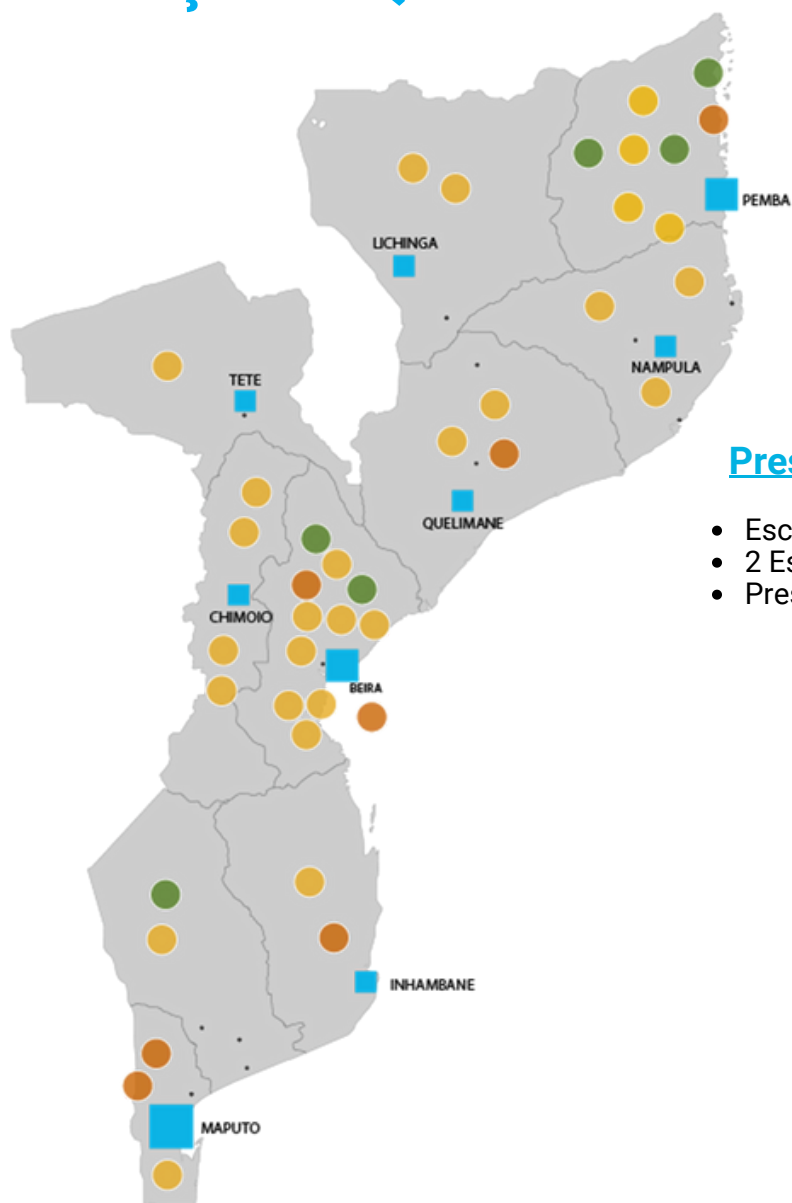 PEMBA
LICHINGA
NAMPULA
TETE
QUELIMANE
CHIMOIO
BEIRA
INHAMBANE
MAPUTO